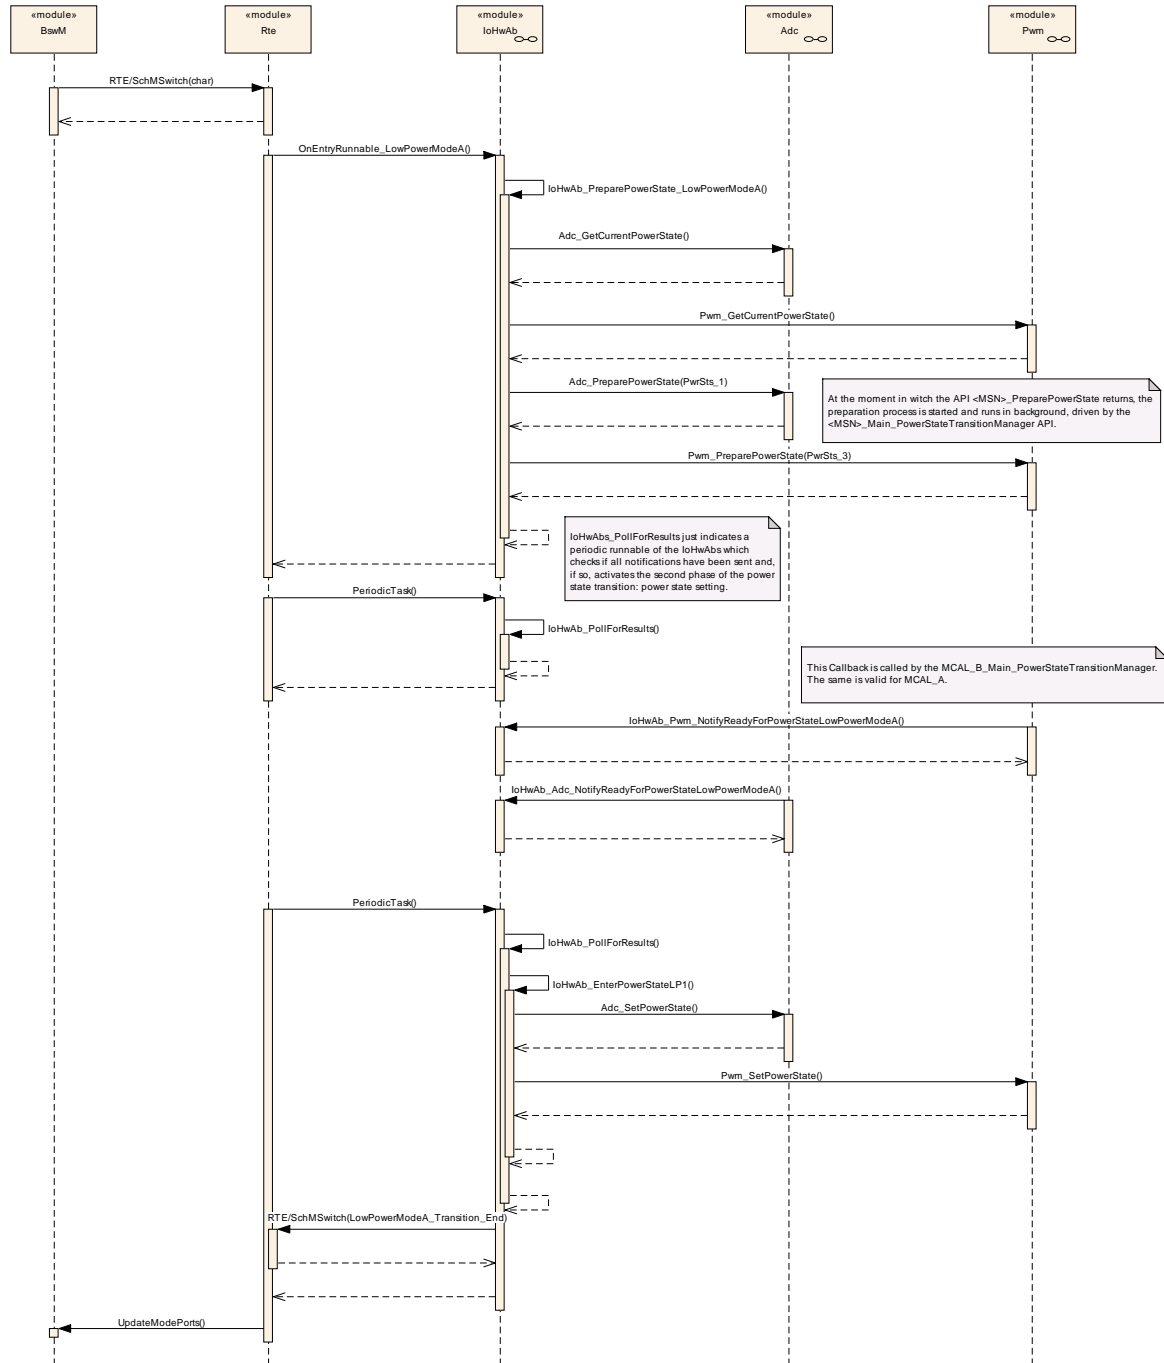 «module»
BswM
«module»
Rte
«module»
IoHwAb
«module»
Adc
«module»
Pwm
RTE/SchMSwitch(char)
OnEntryRunnable_LowPowerModeA()
IoHwAb_PreparePowerState_LowPowerModeA()
Adc_GetCurrentPowerState()
Pwm_GetCurrentPowerState()
Adc_PreparePowerState(PwrSts_1)
At the moment in witch the API <MSN>_PreparePowerState returns, the
preparation process is started and runs in background, driven by the
<MSN>_Main_PowerStateTransitionManager API.
Pwm_PreparePowerState(PwrSts_3)
IoHwAbs_PollForResults just indicates a
periodic runnable of the IoHwAbs which
checks if all notifications have been sent and,
if so, activates the second phase of the power
state transition: power state setting.
PeriodicTask()
IoHwAb_PollForResults()
This Callback is called by the MCAL_B_Main_PowerStateTransitionManager.
The same is valid for MCAL_A.
IoHwAb_Pwm_NotifyReadyForPowerStateLowPowerModeA()
IoHwAb_Adc_NotifyReadyForPowerStateLowPowerModeA()
PeriodicTask()
IoHwAb_PollForResults()
IoHwAb_EnterPowerStateLP1()
Adc_SetPowerState()
Pwm_SetPowerState()
RTE/SchMSwitch(LowPowerModeA_Transition_End)
UpdateModePorts()